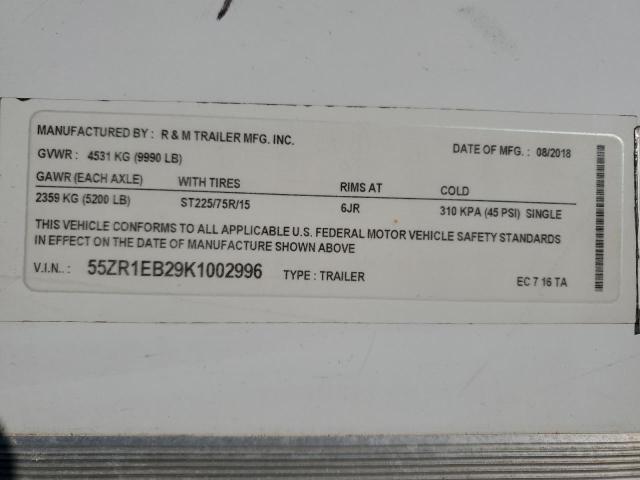 MANUFACTURED BY : R & M TRAILER MFG. INC. DATE OF MFG. : 08/2018
GVWR : 4531 KG (9990 LB)
GAWR (EACH AXLE) WITH TIRES RIMS AT COLD
2359 KG (5200 LB) ST225/75R/15 6JR 310 KPA (45 PSI) SINGLE
THIS VEHICLE CONFORMS TO ALL APPLICABLE U.S. FEDERAL MOTOR VEHICLE SAFETY STANDARDS
IN EFFECT ON THE DATE OF MANUFACTURE SHOWN ABOVE
V.I.N.. : 55ZR1EB29K1002996 TYPE : TRAILER EC 7 16 TA